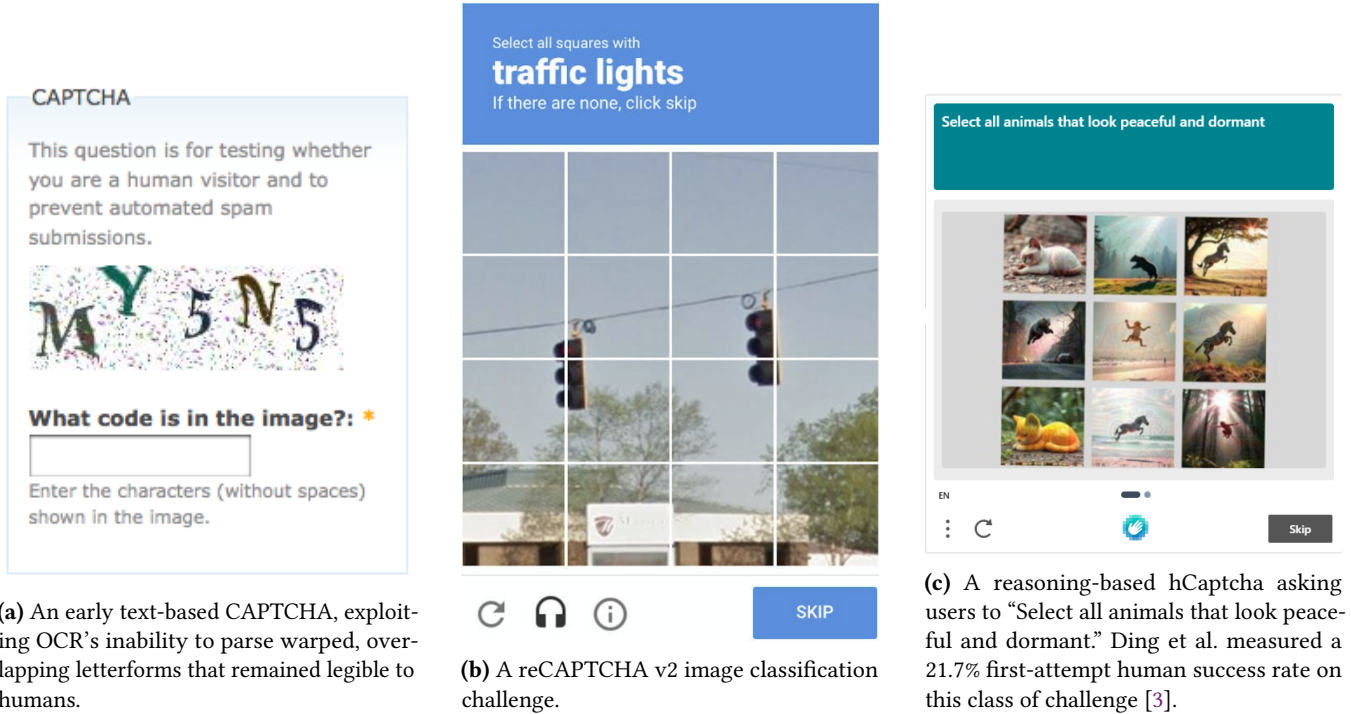 CAPTCHA
This question is for testing whether
you are a human visitor and to
prevent automated spam
submissions.
MY5N5
What code is in the image?: *
Enter the characters (without spaces)
shown in the image.
(a) An early text-based CAPTCHA, exploit-
ing OCR's inability to parse warped, over-
lapping letterforms that remained legible to
humans.
Select all squares with
traffic lights
If there are none, click skip
SKIP
(b) A reCAPTCHA v2 image classification
challenge.
Select all animals that look peaceful and dormant
EN
Skip
(c) A reasoning-based hCaptcha asking
users to “Select all animals that look peace-
ful and dormant.” Ding et al. measured a
21.7% first-attempt human success rate on
this class of challenge [3].